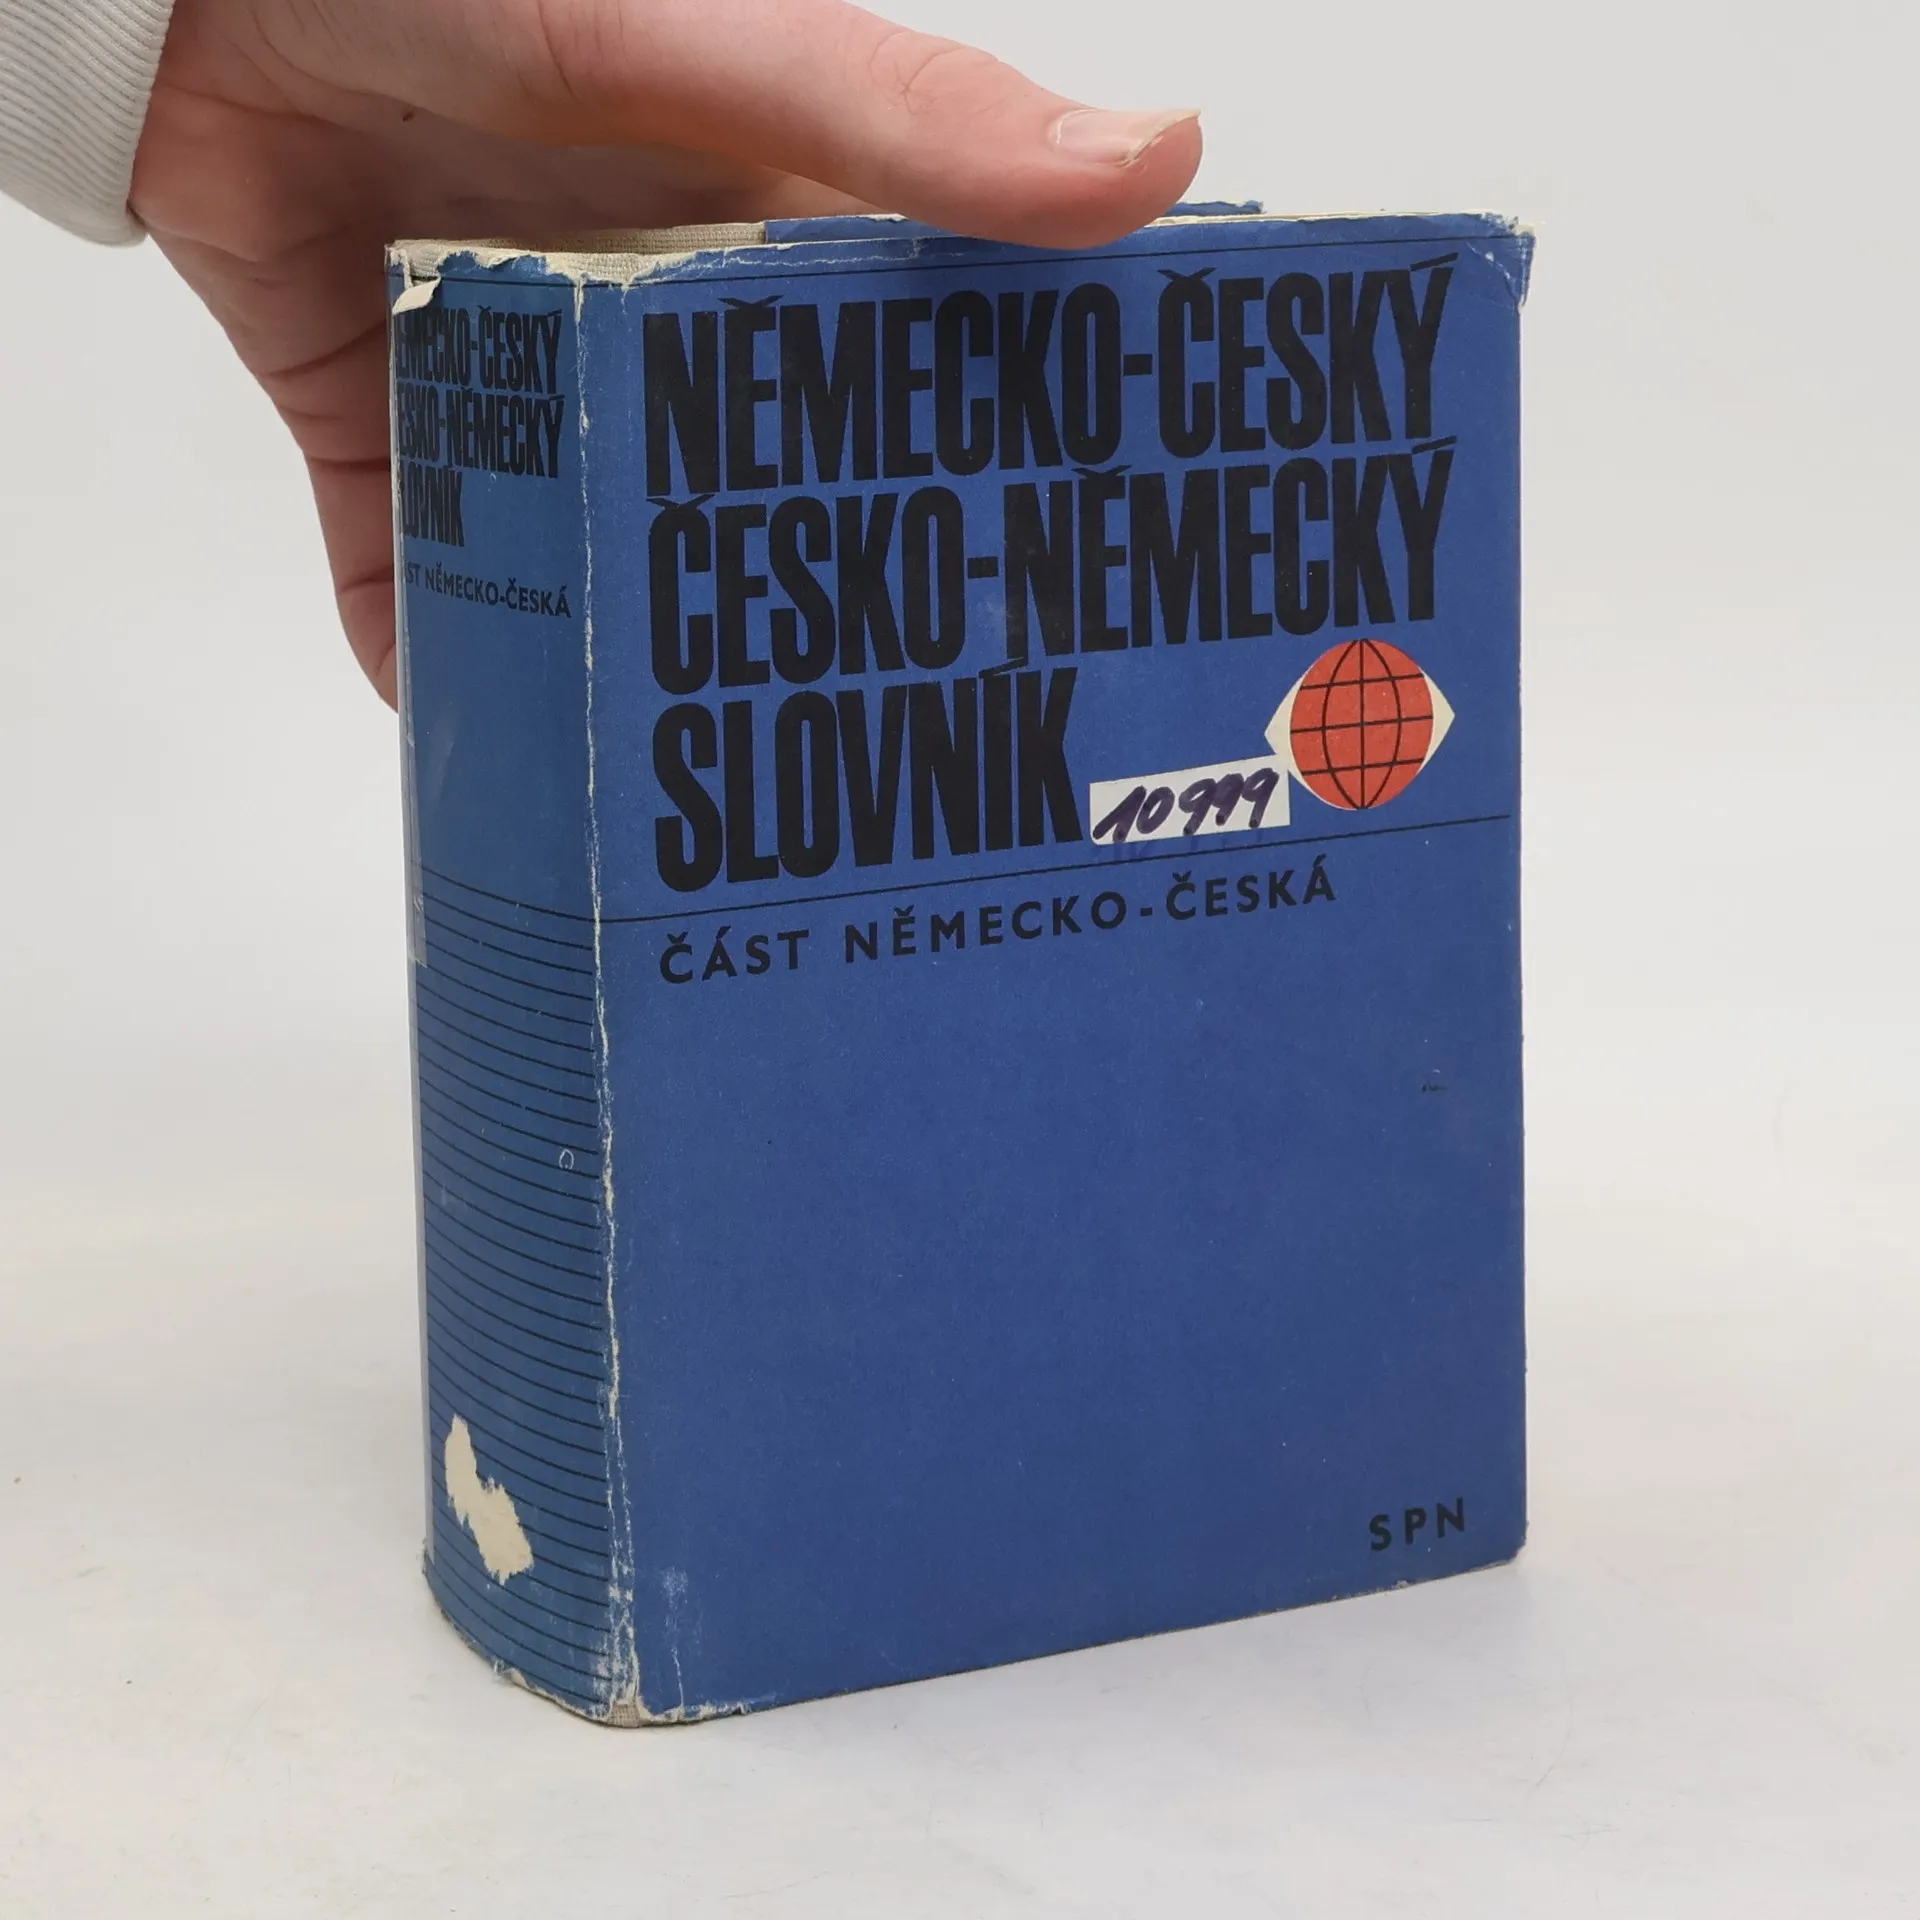 NĚMECKO-ČESKÝ
ČESKO-NĚMECKÝ
SLOVNÍK
10999
ČÁST NĚMECKO-ČESKÁ
SPN
NĚMECKO-ČESKÝ
ČESKO-NĚMECKÝ
SLOVNÍK
ČÁST NĚMECKO-ČESKÁ